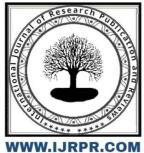 International Journal of Research Publication and Reviews
WWW.IJRPR.COM